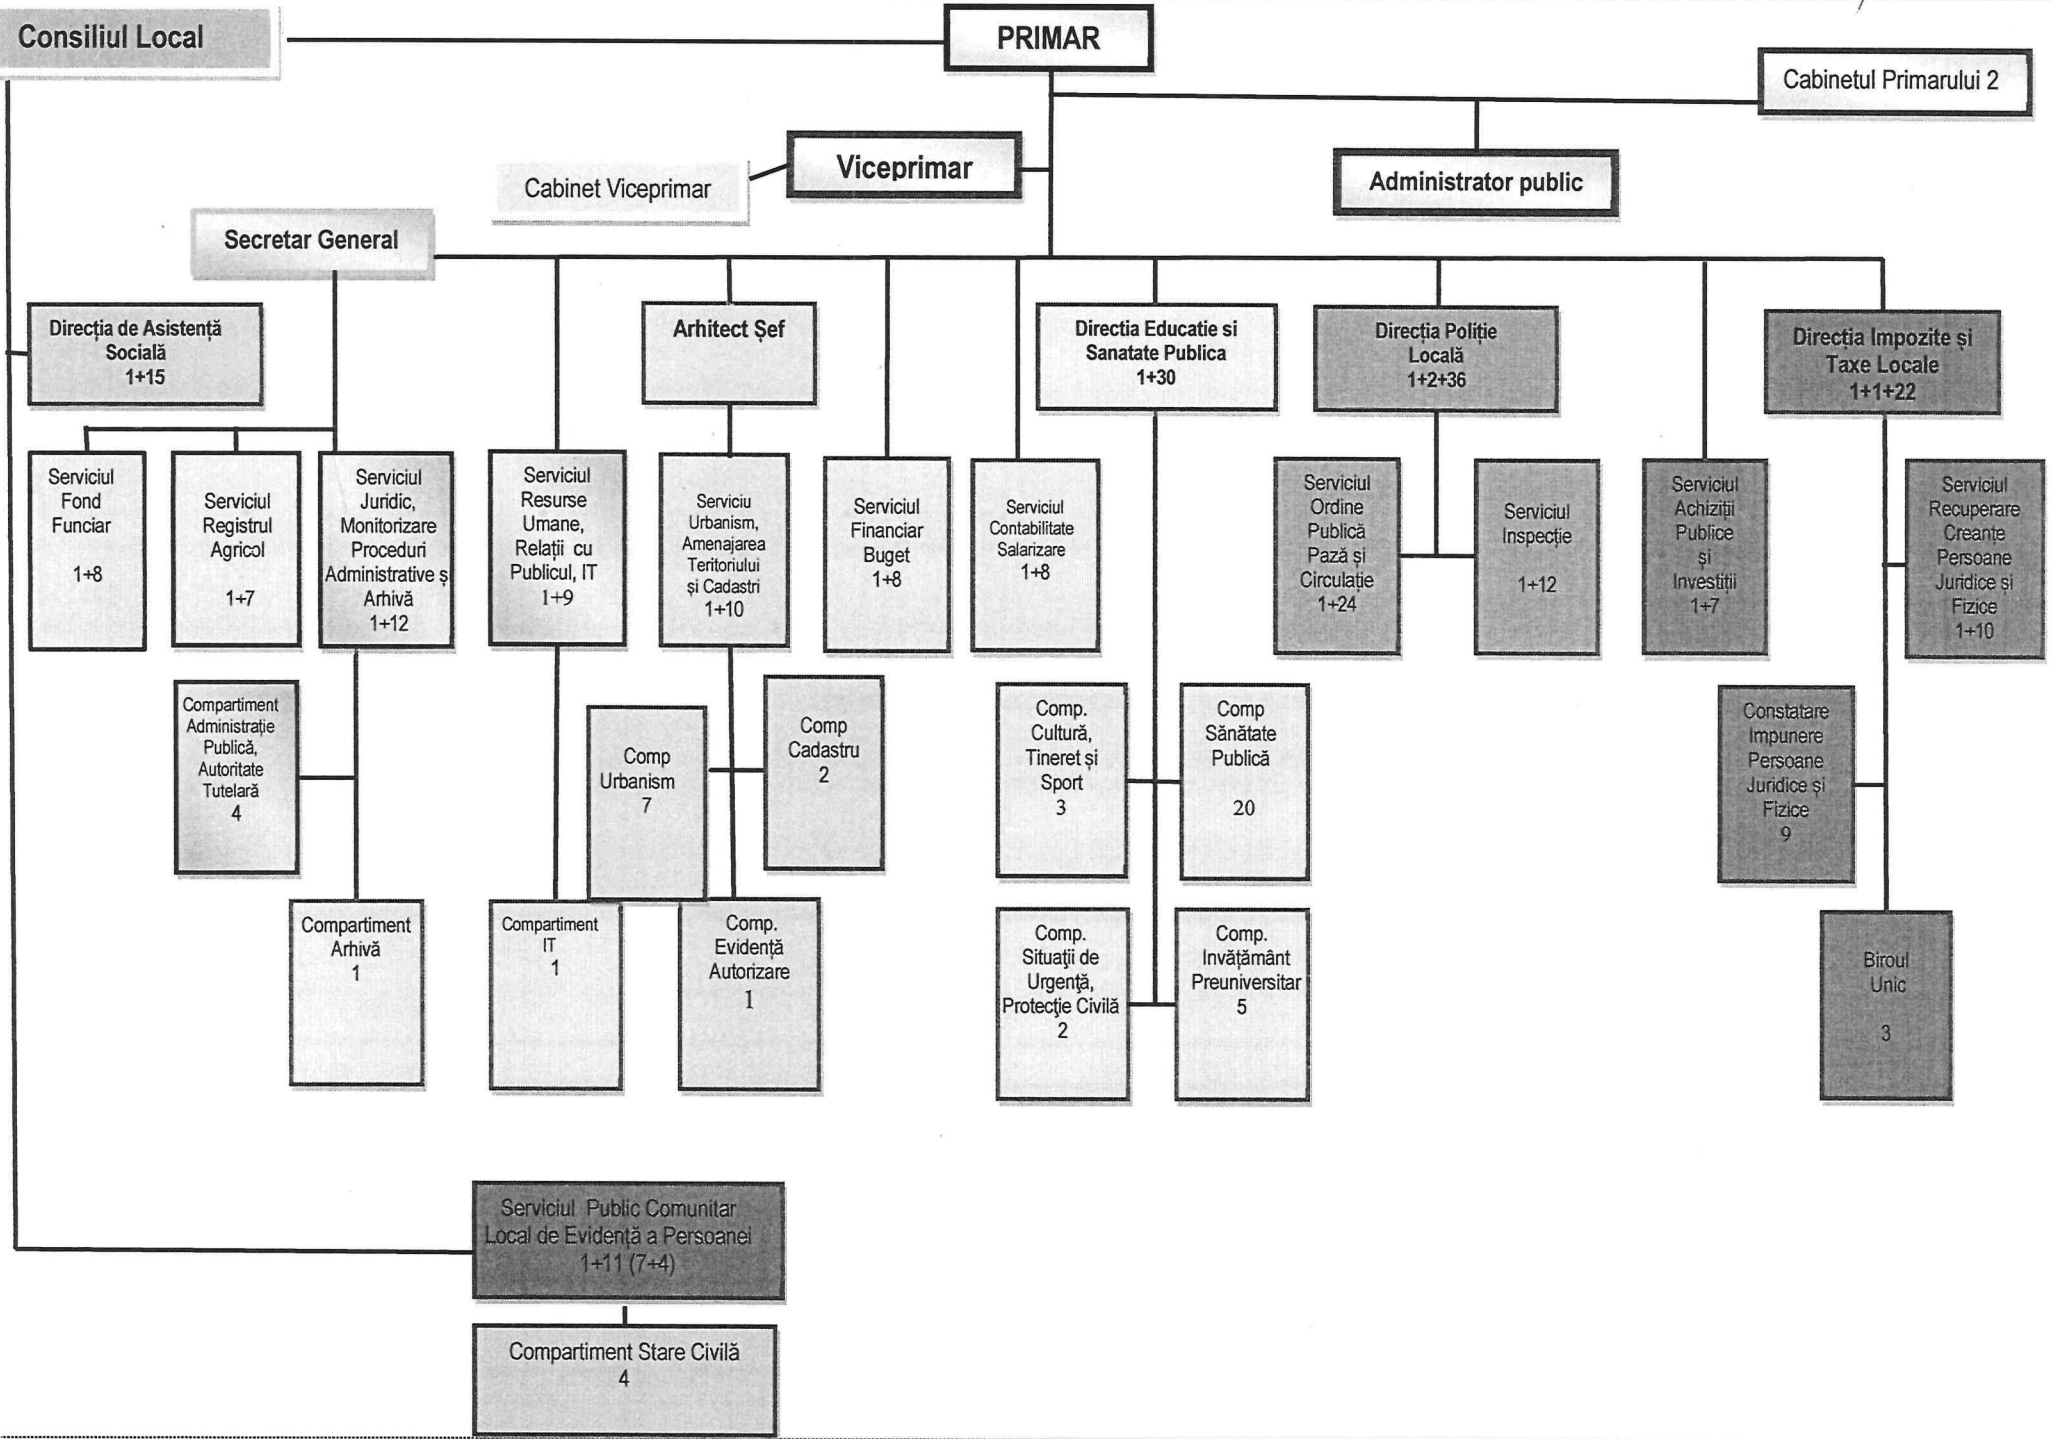 Consiliul Local
PRIMAR
Cabinetul Primarului 2
Viceprimar
Cabinet Viceprimar
Administrator public
Secretar General
Direcția de Asistență
Socială
1+15
Arhitect Șef
Directia Educatie si
Sanatate Publica
1+30
Direcția Poliție
Locală
1+2+36
Direcția Impozite și
Taxe Locale
1+1+22
Serviciul
Fond
Funciar
1+8
Serviciul
Registrul
Agricol
1+7
Serviciul
Juridic,
Monitorizare
Proceduri
Administrative ș
Arhivă
1+12
Serviciul
Resurse
Umane,
Relații cu
Publicul, IT
1+9
Serviciu
Urbanism,
Amenajarea
Teritoriului
și Cadastri
1+10
Serviciul
Financiar
Buget
1+8
Serviciul
Contabilitate
Salarizare
1+8
Serviciul
Ordine
Publică
Pază și
Circulație
1+24
Serviciul
Inspecție
1+12
Serviciul
Achiziții
Publice
și
Investiții
1+7
Serviciul
Recuperare
Creanțe
Persoane
Juridice și
Fizice
1+10
Compartiment
Administrație
Publică,
Autoritate
Tutelară
4
Comp
Urbanism
7
Comp
Cadastru
2
Comp.
Cultură,
Tineret și
Sport
3
Comp
Sănătate
Publică
20
Constatare
Impunere
Persoane
Juridice și
Fizice
9
Compartiment
Arhivă
1
Compartiment
IT
1
Comp.
Evidență
Autorizare
1
Comp.
Situaţii de
Urgenţă,
Protecţie Civilă
2
Comp.
Invățământ
Preuniversitar
5
Biroul
Unic
3
Serviciul Public Comunitar
Local de Evidență a Persoanei
1+11 (7+4)
Compartiment Stare Civilă
4